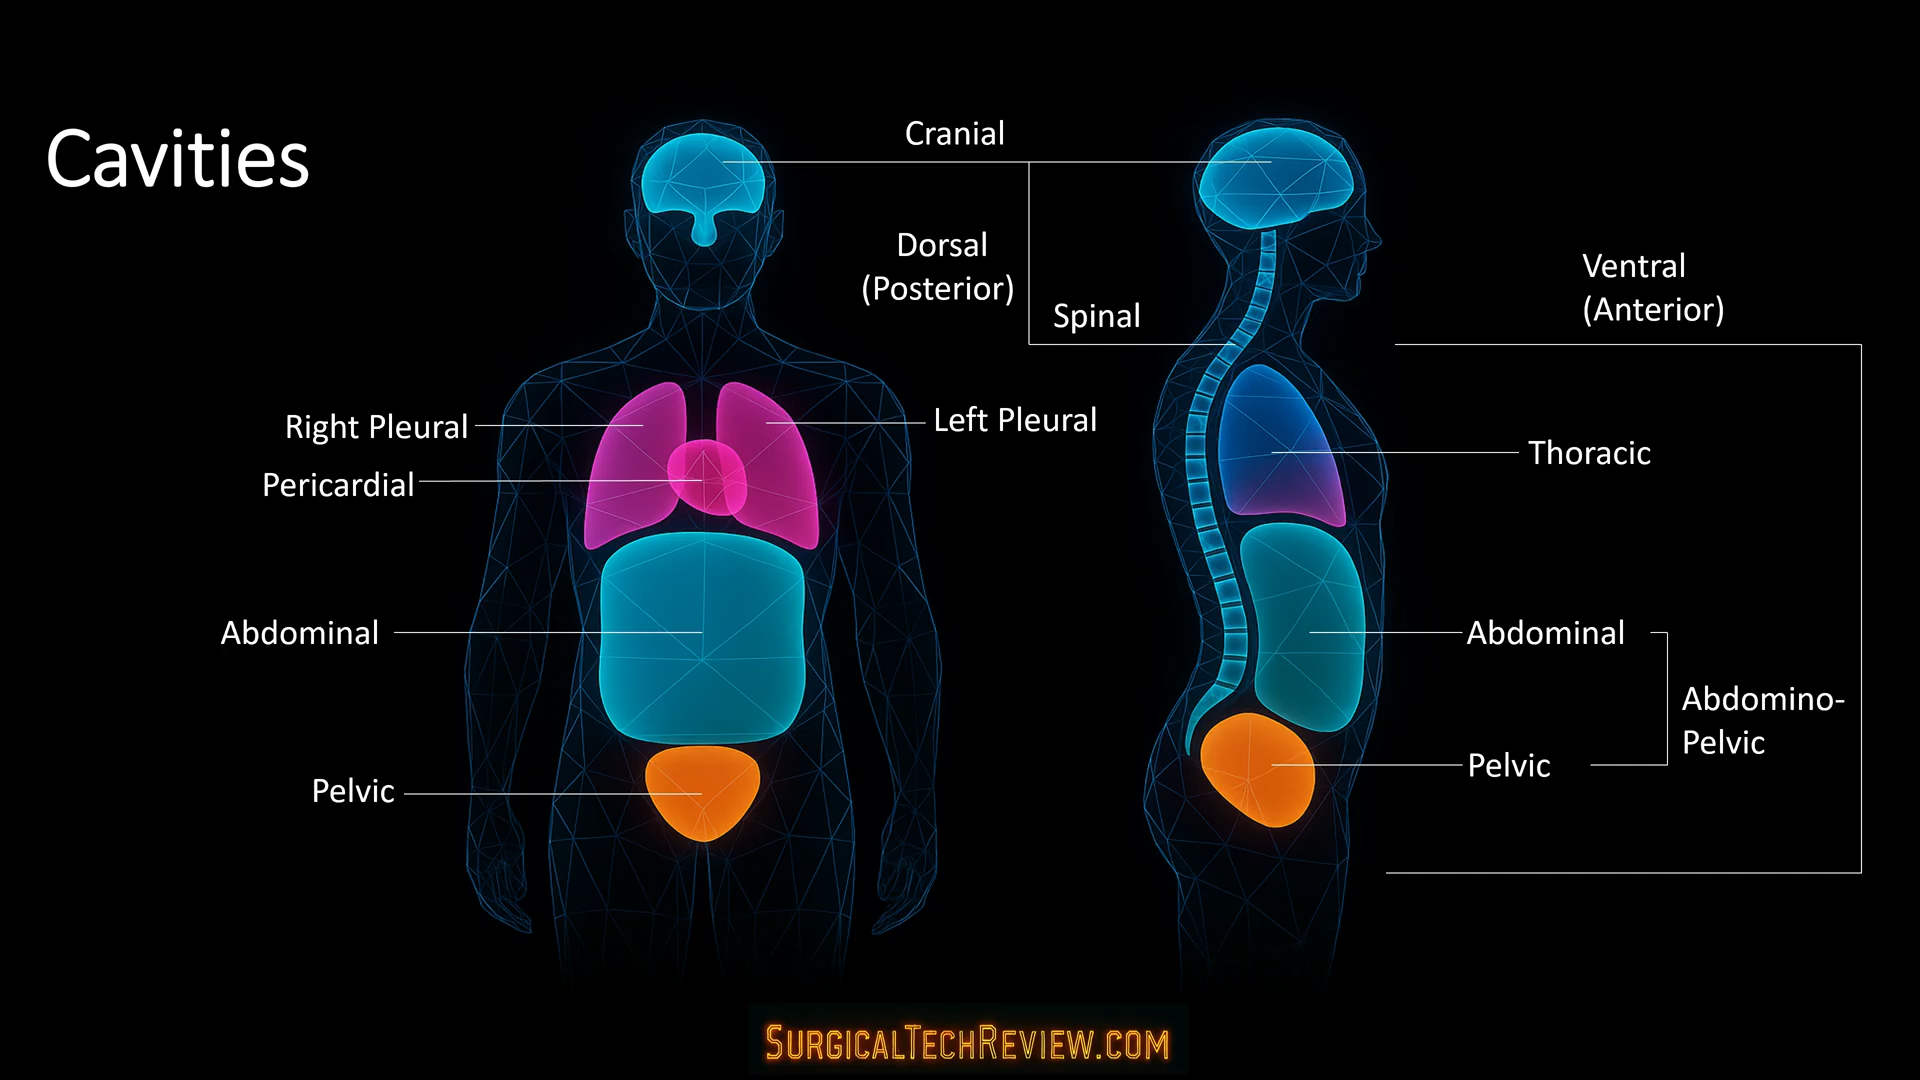 Cavities
Cranial
Dorsal
(Posterior)
Spinal
Ventral
(Anterior)
Right Pleural
Left Pleural
Pericardial
Thoracic
Abdominal
Abdominal
Abdomino-
Pelvic
Pelvic
Pelvic
SURGICALTECHREVIEW.COM